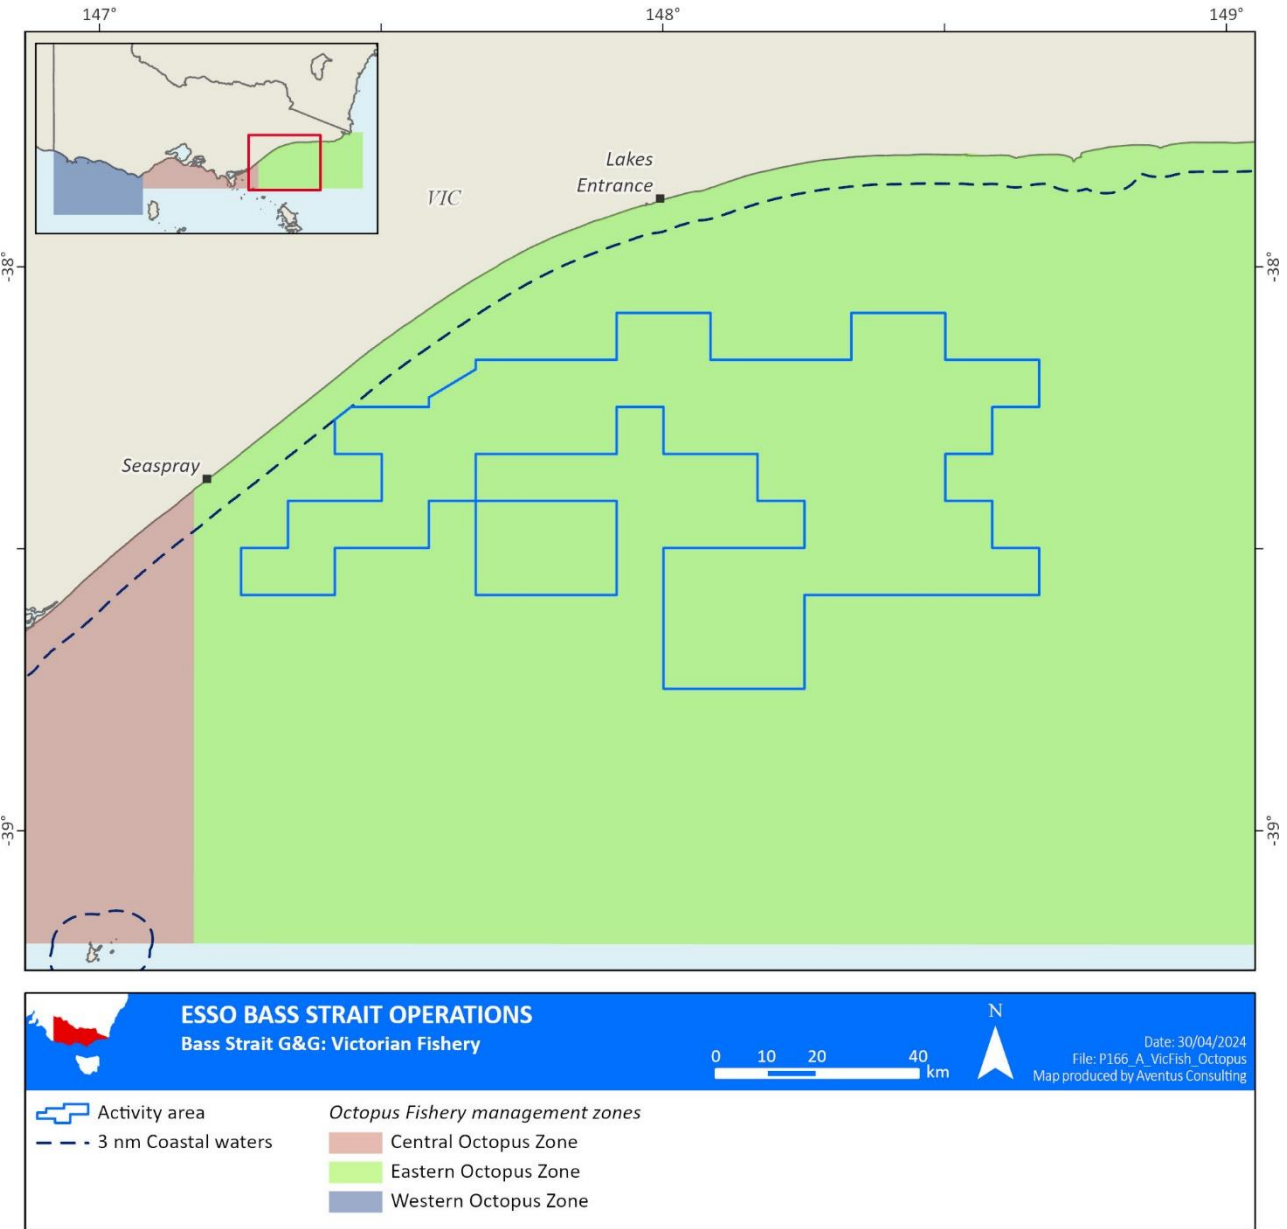 147°
148°
149°
VIC
Lakes
Entrance
Seaspray
-38°
-38°
-39°
-39°
ESSO BASS STRAIT OPERATIONS
Bass Strait G&G: Victorian Fishery
0 10 20 40
km
N
Date: 30/04/2024
File: P166_A_VicFish_Octopus
Map produced by Aventus Consulting
Activity area
3 nm Coastal waters
Octopus Fishery management zones
Central Octopus Zone
Eastern Octopus Zone
Western Octopus Zone